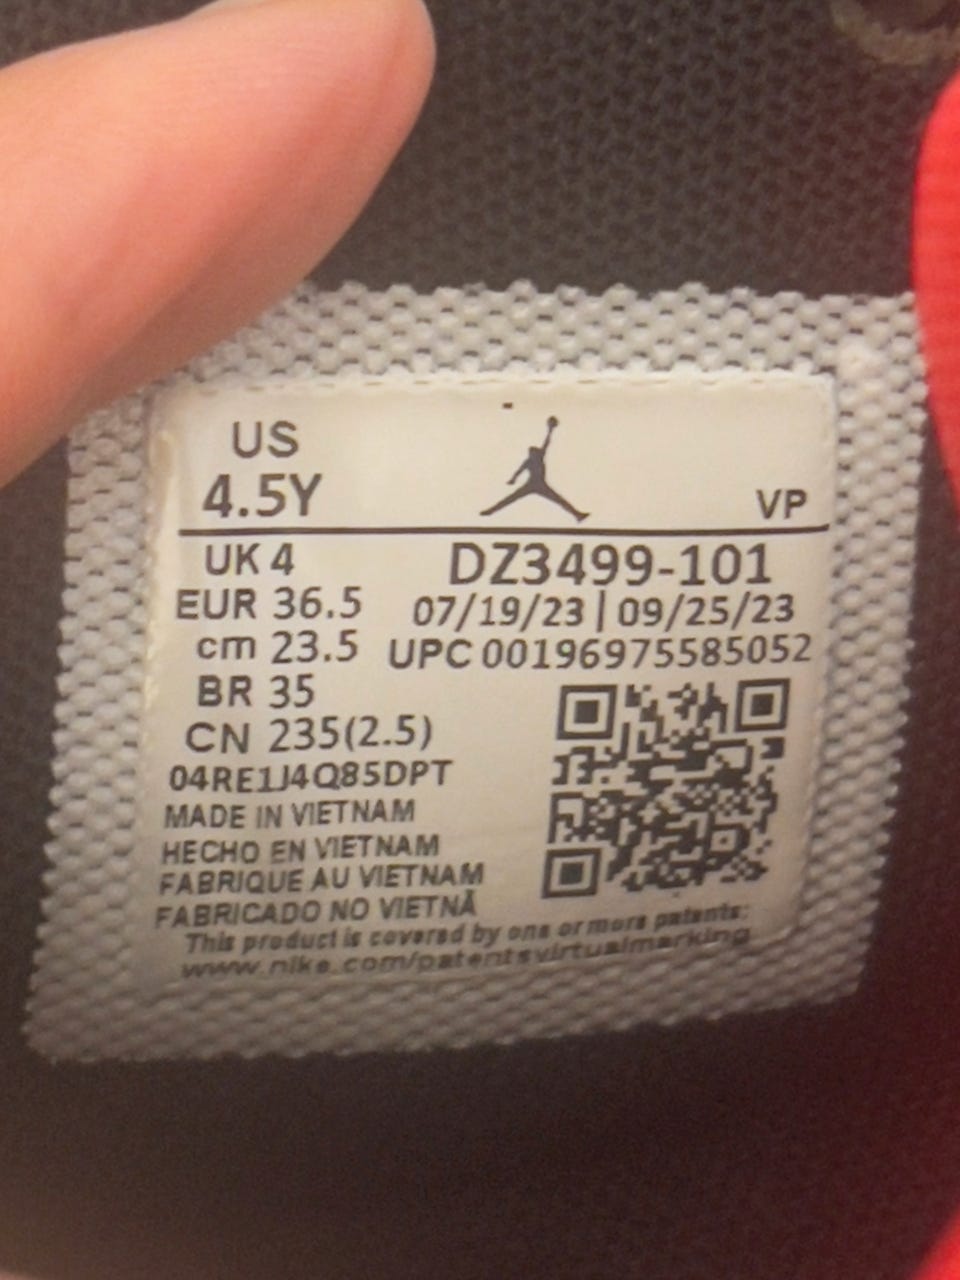 US
4.5Y
VP
UK 4
EUR 36.5
cm 23.5
BR 35
CN 235(2.5)
DZ3499-101
07/19/23 | 09/25/23
UPC 00196975585052
04RE1J4Q85DPT
MADE IN VIETNAM
HECHO EN VIETNAM
FABRIQUE AU VIETNAM
FABRICADO NO VIETNÃ
This product is covered by one or more patents:
www.nike.com/patentsvirtualmarking